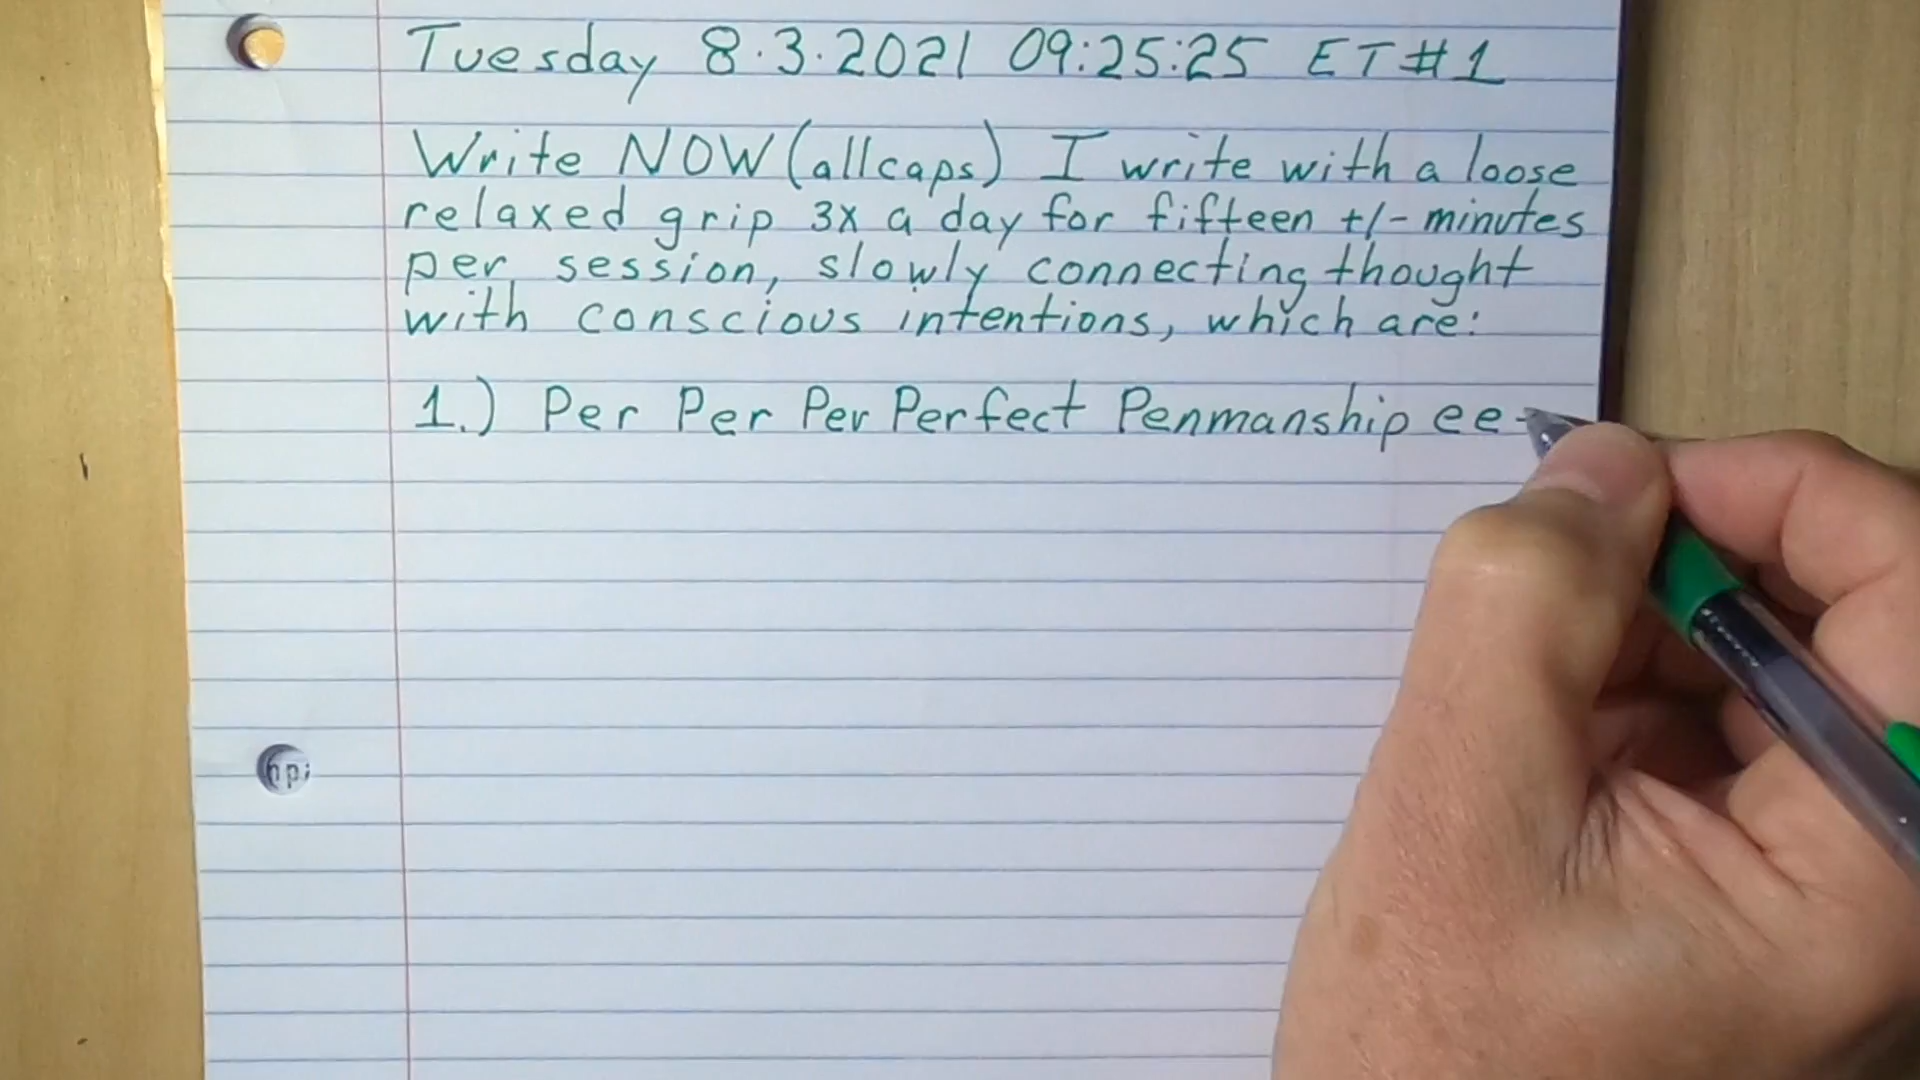 Tuesday 8.3.2021 09:25:25 ET #1
Write NOW (allcaps) I write with a loose
relaxed grip 3x a day for fifteen +/- minutes
per session, slowly connecting thought
with conscious intentions, which are:
1.) Per Per Per Perfect Penmanship ee-
hpi